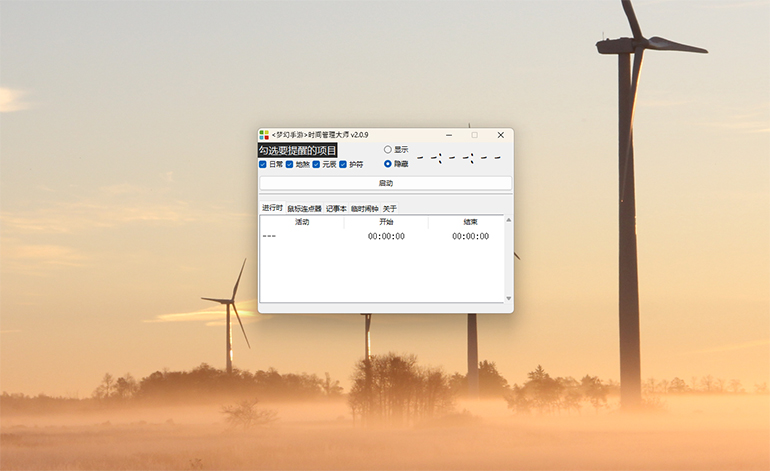 <梦幻手游>时间管理大师 v2.0.9
勾选要提醒的项目
显示
日常 地煞 元辰 护符
隐藏
--:--:--
启动
进行时 鼠标连点器 记事本 临时闹钟 关于
活动 开始 结束
--- 00:00:00 00:00:00